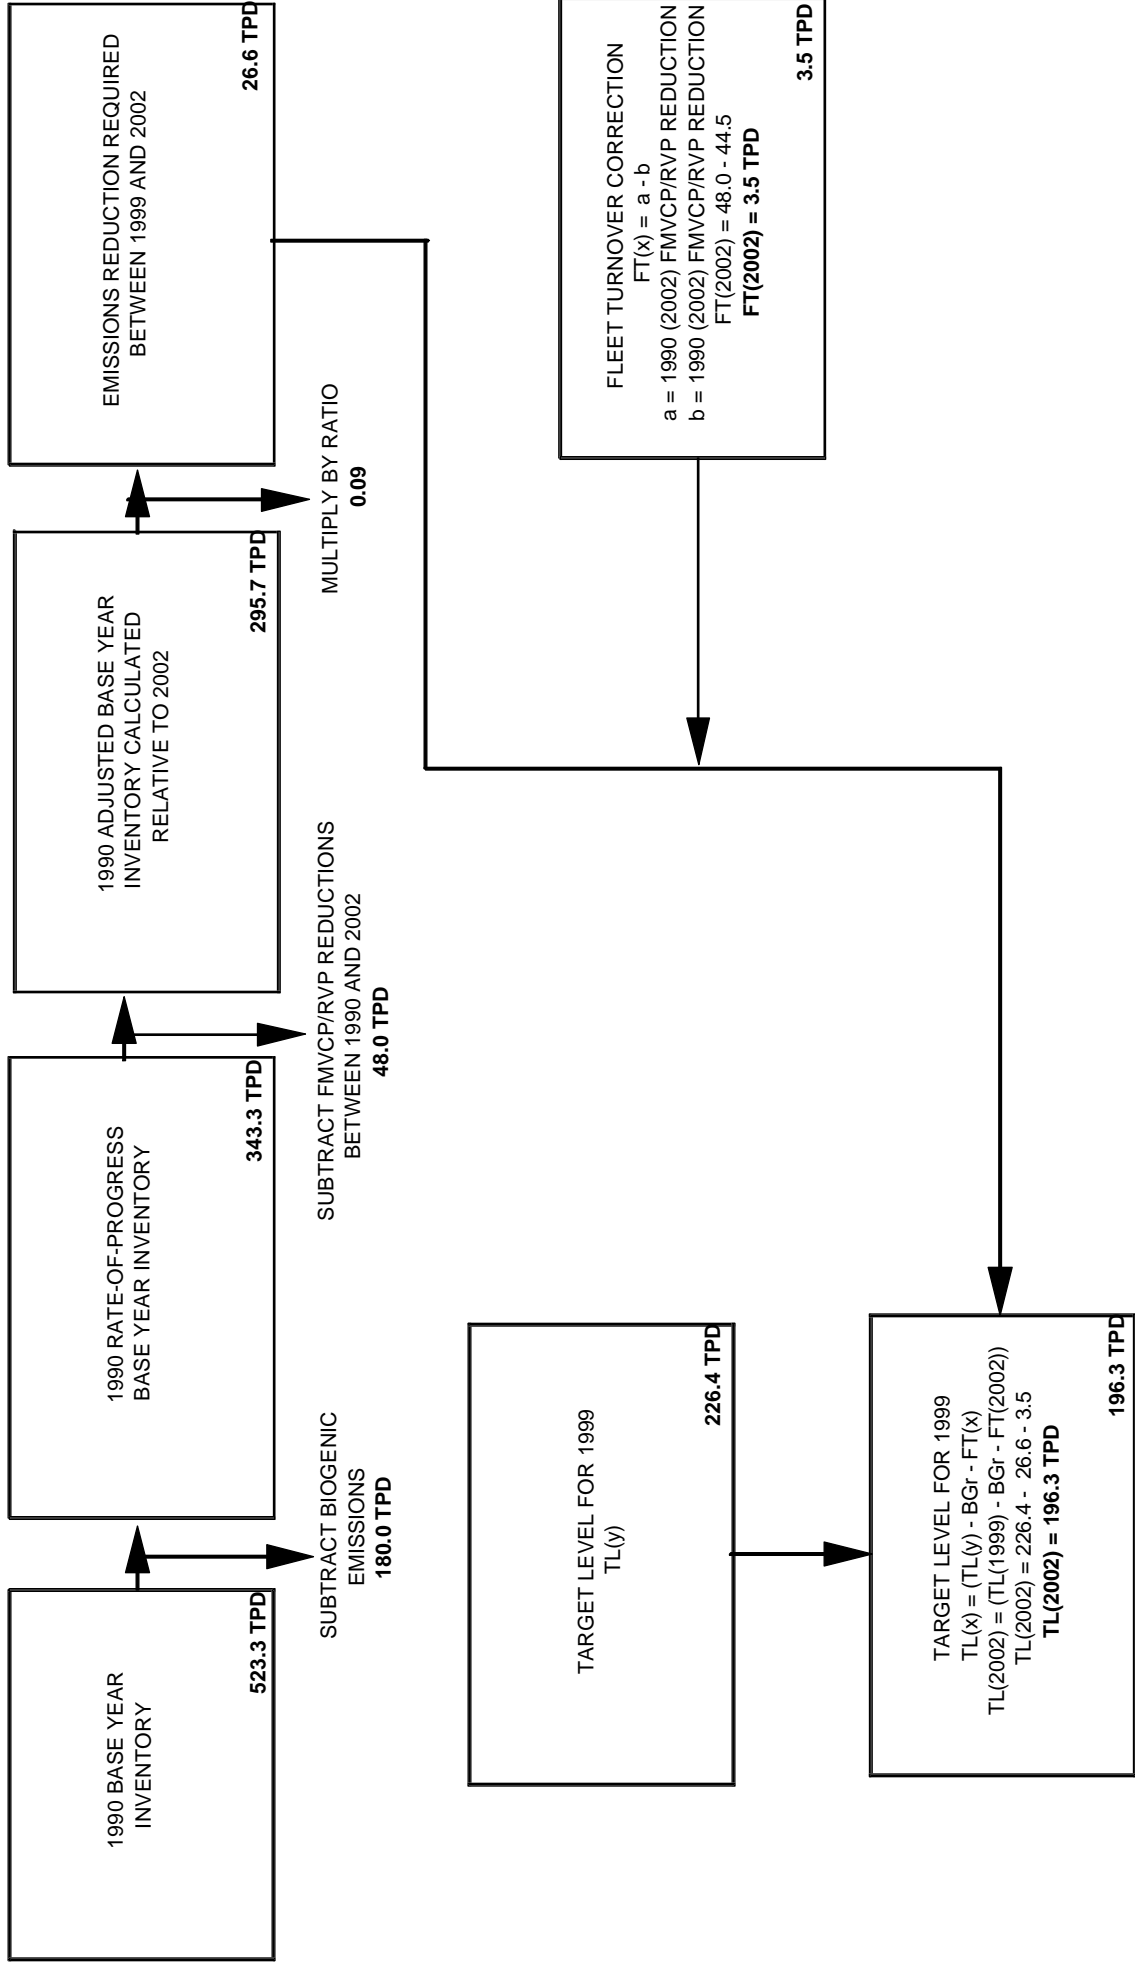 1990 BASE YEAR
INVENTORY
523.3 TPD
SUBTRACT BIOGENIC
EMISSIONS
180.0 TPD
1990 RATE-OF-PROGRESS
BASE YEAR INVENTORY
343.3 TPD
SUBTRACT FMVCP/RVP REDUCTIONS
BETWEEN 1990 AND 2002
48.0 TPD
1990 ADJUSTED BASE YEAR
INVENTORY CALCULATED
RELATIVE TO 2002
295.7 TPD
MULTIPLY BY RATIO
0.09
EMISSIONS REDUCTION REQUIRED
BETWEEN 1999 AND 2002
26.6 TPD
TARGET LEVEL FOR 1999
TL(y)
226.4 TPD
FLEET TURNOVER CORRECTION
FT(x) = a - b
a = 1990 (2002) FMVCP/RVP REDUCTION
b = 1990 (2002) FMVCP/RVP REDUCTION
FT(2002) = 48.0 - 44.5
FT(2002) = 3.5 TPD
3.5 TPD
TARGET LEVEL FOR 1999
TL(x) = (TL(y) - BGr - FT(x)
TL(2002) = (TL(1999) - BGr - FT(2002))
TL(2002) = 226.4 - 26.6 - 3.5
TL(2002) = 196.3 TPD
196.3 TPD